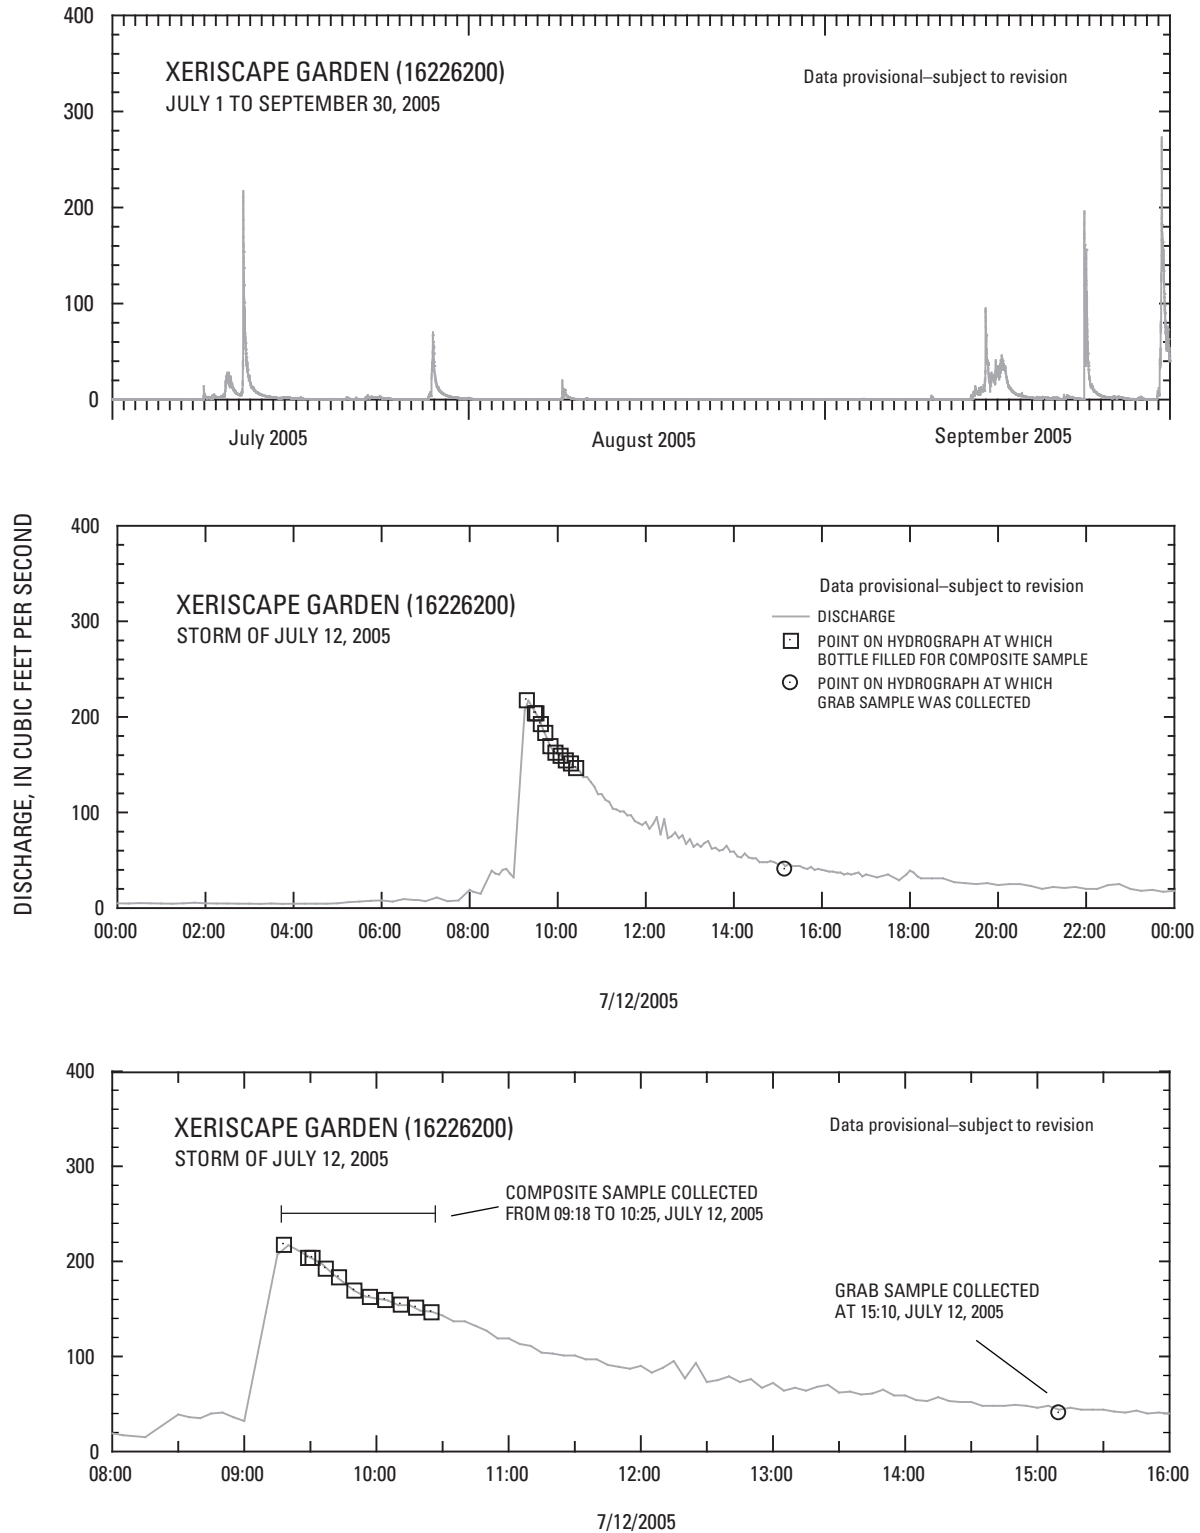 400
300
200
100
0
XERISCAPE GARDEN (16226200)
JULY 1 TO SEPTEMBER 30, 2005
Data provisional–subject to revision
July 2005
August 2005
September 2005
DISCHARGE, IN CUBIC FEET PER SECOND
400
300
200
100
0
XERISCAPE GARDEN (16226200)
STORM OF JULY 12, 2005
Data provisional–subject to revision
DISCHARGE
POINT ON HYDROGRAPH AT WHICH
BOTTLE FILLED FOR COMPOSITE SAMPLE
POINT ON HYDROGRAPH AT WHICH
GRAB SAMPLE WAS COLLECTED
00:00 02:00 04:00 06:00 08:00 10:00 12:00 14:00 16:00 18:00 20:00 22:00 00:00
7/12/2005
400
300
200
100
0
XERISCAPE GARDEN (16226200)
STORM OF JULY 12, 2005
Data provisional–subject to revision
COMPOSITE SAMPLE COLLECTED
FROM 09:18 TO 10:25, JULY 12, 2005
GRAB SAMPLE COLLECTED
AT 15:10, JULY 12, 2005
08:00 09:00 10:00 11:00 12:00 13:00 14:00 15:00 16:00
7/12/2005